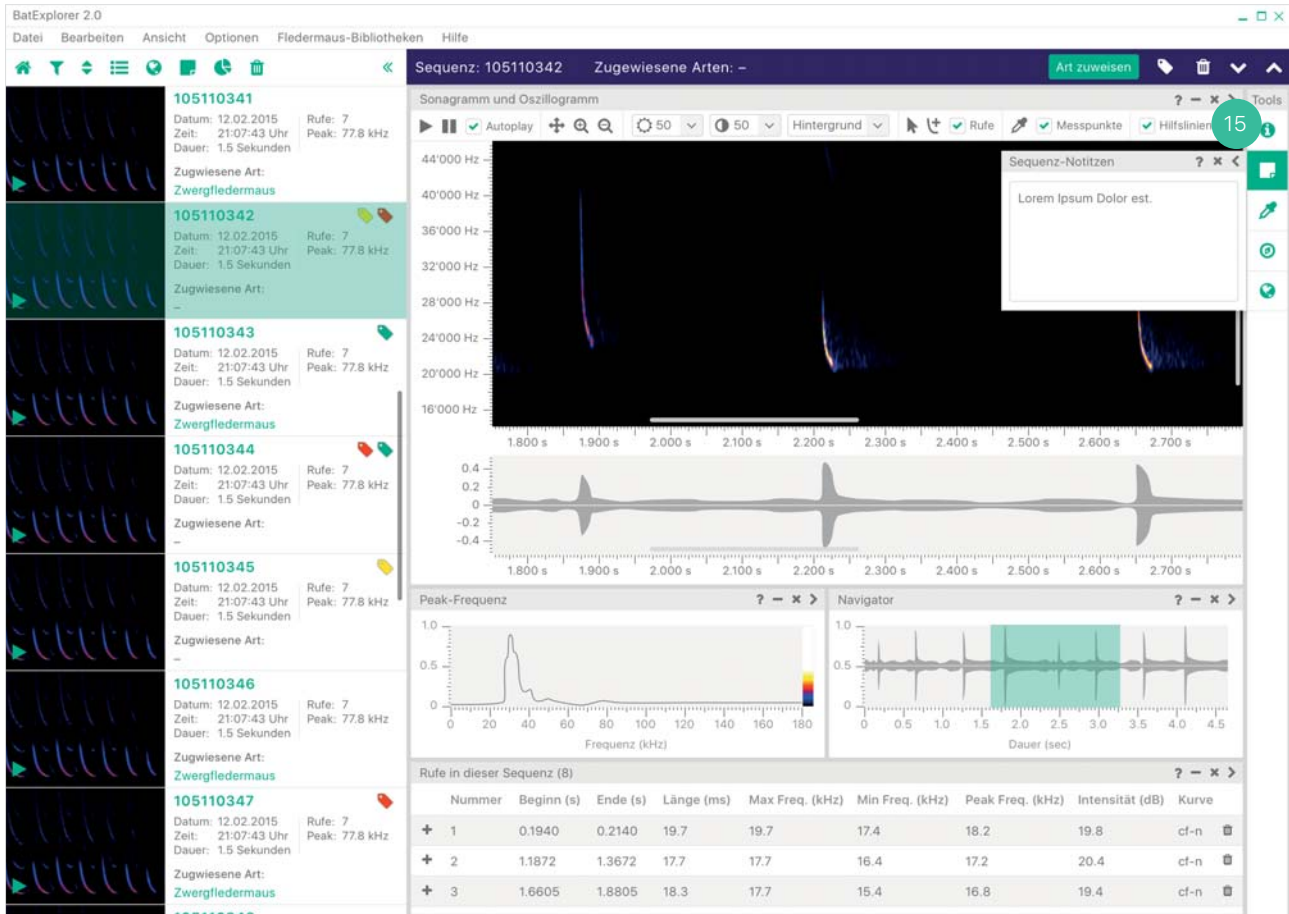 BatExplorer 2.0
Datei Bearbeiten Ansicht Optionen Fledermaus-Bibliotheken Hilfe
Sequenz: 105110342 Zugewiesene Arten: – Art zuweisen
105110341
Datum: 12.02.2015 Rufe: 7
Zeit: 21:07:43 Uhr Peak: 77.8 kHz
Dauer: 1.5 Sekunden
Zugwiesene Art:
Zwergfledermaus
105110342
Datum: 12.02.2015 Rufe: 7
Zeit: 21:07:43 Uhr Peak: 77.8 kHz
Dauer: 1.5 Sekunden
Zugwiesene Art:
–
105110343
Datum: 12.02.2015 Rufe: 7
Zeit: 21:07:43 Uhr Peak: 77.8 kHz
Dauer: 1.5 Sekunden
Zugwiesene Art:
Zwergfledermaus
105110344
Datum: 12.02.2015 Rufe: 7
Zeit: 21:07:43 Uhr Peak: 77.8 kHz
Dauer: 1.5 Sekunden
Zugwiesene Art:
–
105110345
Datum: 12.02.2015 Rufe: 7
Zeit: 21:07:43 Uhr Peak: 77.8 kHz
Dauer: 1.5 Sekunden
Zugwiesene Art:
–
105110346
Datum: 12.02.2015 Rufe: 7
Zeit: 21:07:43 Uhr Peak: 77.8 kHz
Dauer: 1.5 Sekunden
Zugwiesene Art:
Zwergfledermaus
105110347
Datum: 12.02.2015 Rufe: 7
Zeit: 21:07:43 Uhr Peak: 77.8 kHz
Dauer: 1.5 Sekunden
Zugwiesene Art:
Zwergfledermaus
Sonagramm und Oszillogramm
Tools
Autoplay 50 50 Hintergrund Rufe Messpunkte Hilfslinien 15
44'000 Hz
40'000 Hz
36'000 Hz
32'000 Hz
28'000 Hz
24'000 Hz
20'000 Hz
16'000 Hz
Sequenz-Notitzen
Lorem Ipsum Dolor est.
1.800 s 1.900 s 2.000 s 2.100 s 2.200 s 2.300 s 2.400 s 2.500 s 2.600 s 2.700 s
0.4
0.2
0
-0.2
-0.4
1.800 s 1.900 s 2.000 s 2.100 s 2.200 s 2.300 s 2.400 s 2.500 s 2.600 s 2.700 s
Peak-Frequenz
1.0
0.5
0
0 20 40 60 80 100 120 140 160 180
Frequenz (kHz)
Navigator
1.0
0.5
0
0 0.5 1.0 1.5 2.0 2.5 3.0 3.5 4.0 4.5
Dauer (sec)
Rufe in dieser Sequenz (8)
Nummer Beginn (s) Ende (s) Länge (ms) Max Freq. (kHz) Min Freq. (kHz) Peak Freq. (kHz) Intensität (dB) Kurve
1 0.1940 0.2140 19.7 19.7 17.4 18.2 19.8 cf-n
2 1.1872 1.3672 17.7 17.7 16.4 17.2 20.4 cf-n
3 1.6605 1.8805 18.3 17.7 15.4 16.8 19.4 cf-n